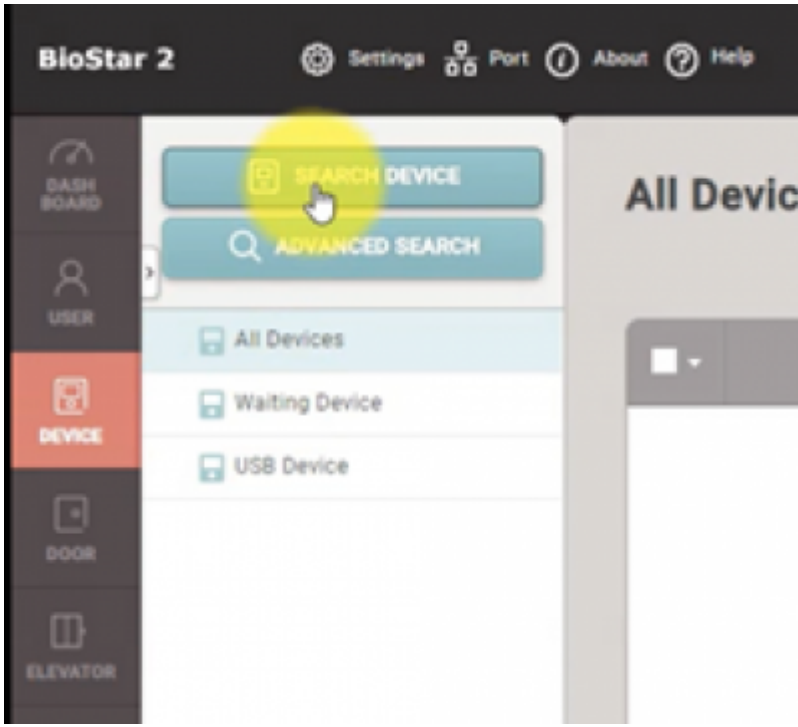 BioStar 2
Settings Port About Help
DASH
BOARD
USER
DEVICE
DOOR
ELEVATOR
SEARCH DEVICE
ADVANCED SEARCH
All Devices
Waiting Device
USB Device
All Devic